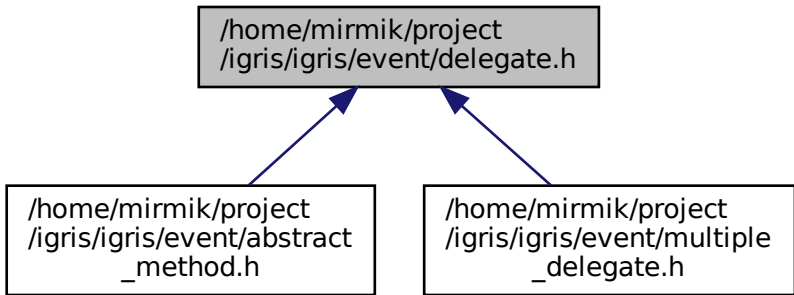 /home/mirmik/project
/igris/igris/event/delegate.h
/home/mirmik/project
/igris/igris/event/abstract
_method.h
/home/mirmik/project
/igris/igris/event/multiple
_delegate.h